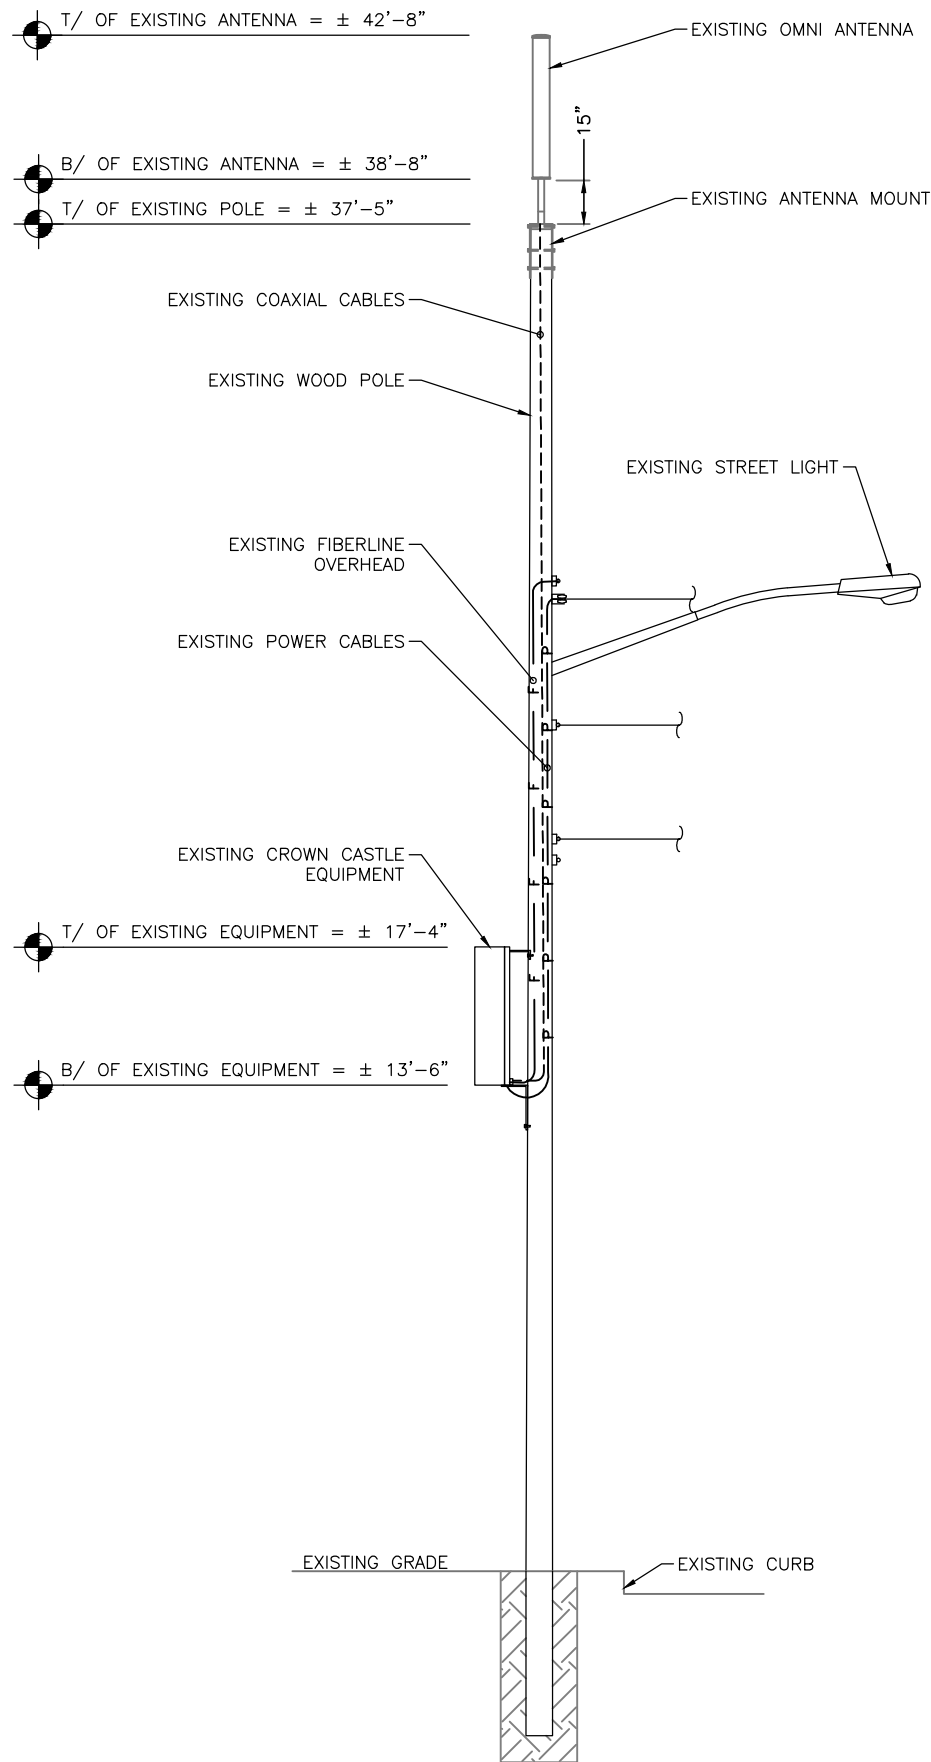 T/ OF EXISTING ANTENNA = ± 42’-8”
EXISTING OMNI ANTENNA
15”
B/ OF EXISTING ANTENNA = ± 38’-8”
T/ OF EXISTING POLE = ± 37’-5”
EXISTING ANTENNA MOUNT
EXISTING COAXIAL CABLES
EXISTING WOOD POLE
EXISTING STREET LIGHT
EXISTING FIBERLINE
OVERHEAD
EXISTING POWER CABLES
P
F
P
F
P
EXISTING CROWN CASTLE
EQUIPMENT
F
P
T/ OF EXISTING EQUIPMENT = ± 17’-4”
P
F
P
B/ OF EXISTING EQUIPMENT = ± 13’-6”
EXISTING GRADE
EXISTING CURB